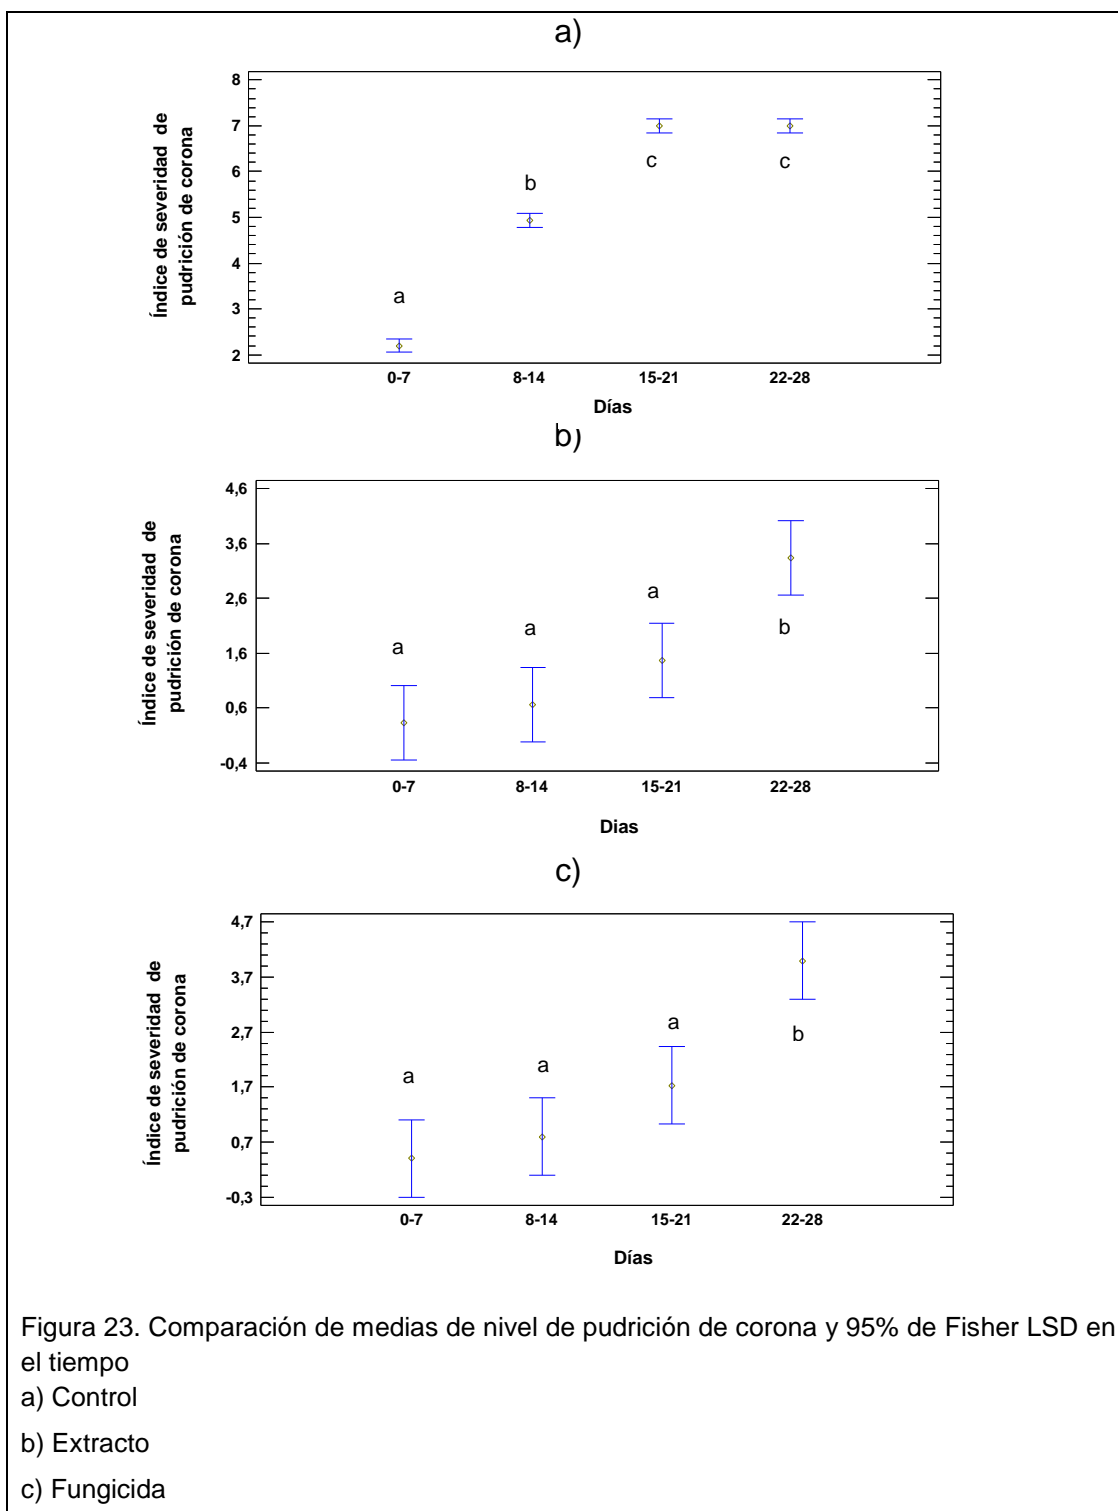 a)
Índice de severidad de
pudrición de corona
8
7
6
5
4
3
2
a
b
c
c
0-7 8-14 15-21 22-28
Días
b)
Índice de severidad de
pudrición de corona
4,6
3,6
2,6
1,6
0,6
-0,4
a
a
a
b
0-7 8-14 15-21 22-28
Dias
c)
Índice de severidad de
pudrición de corona
4,7
3,7
2,7
1,7
0,7
-0,3
a
a
a
b
0-7 8-14 15-21 22-28
Días
Figura 23. Comparación de medias de nivel de pudrición de corona y 95% de Fisher LSD en
el tiempo
a) Control
b) Extracto
c) Fungicida